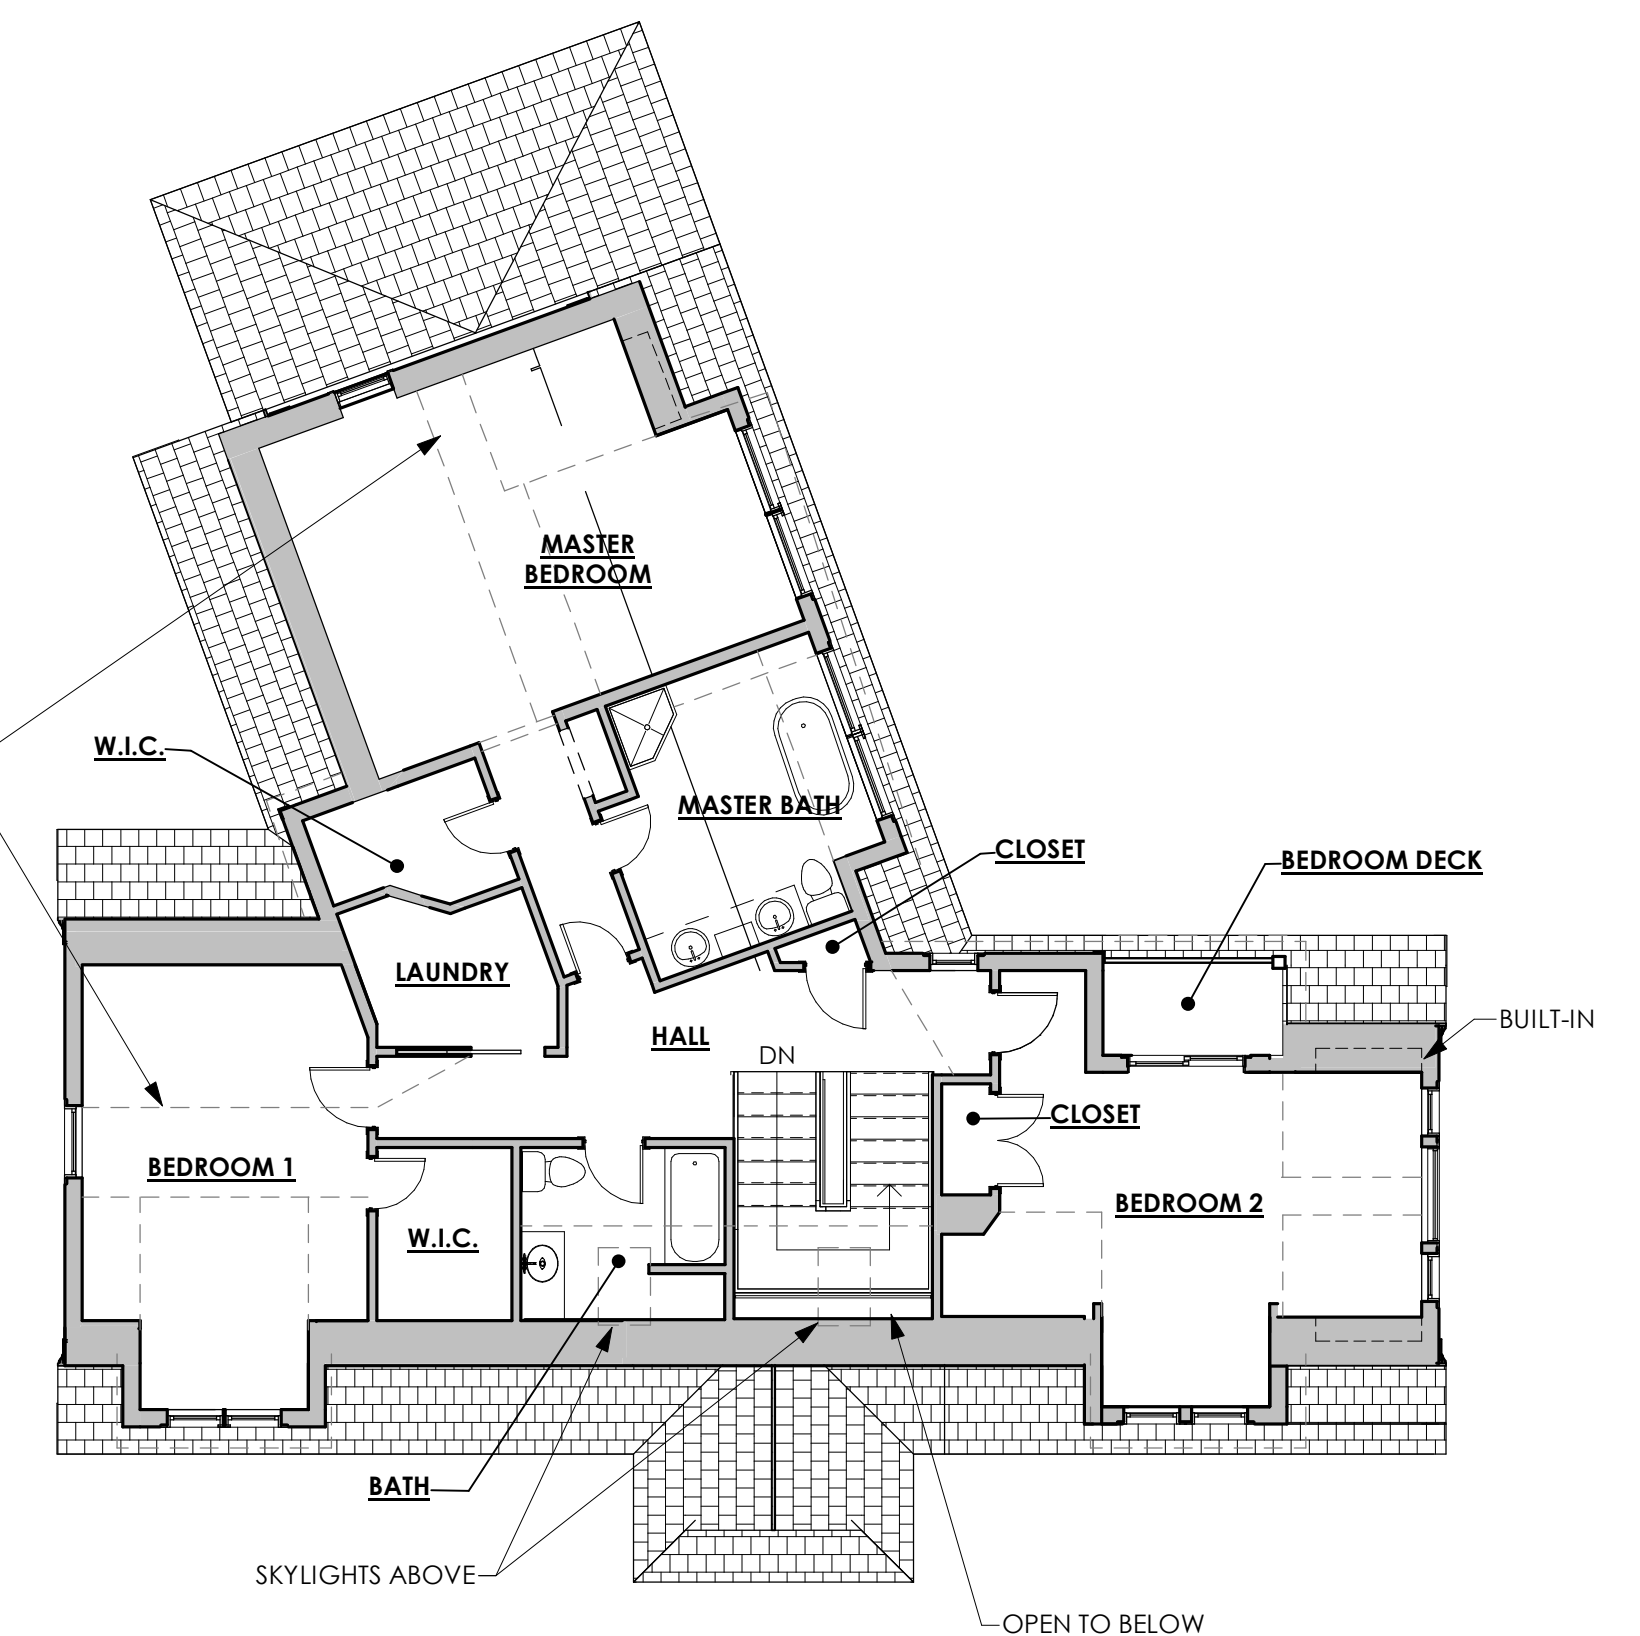 MASTER
BEDROOM
W.I.C.
MASTER BATH
CLOSET
BEDROOM DECK
LAUNDRY
BUILT-IN
HALL
DN
CLOSET
BEDROOM 1
BEDROOM 2
W.I.C.
BATH
SKYLIGHTS ABOVE
OPEN TO BELOW